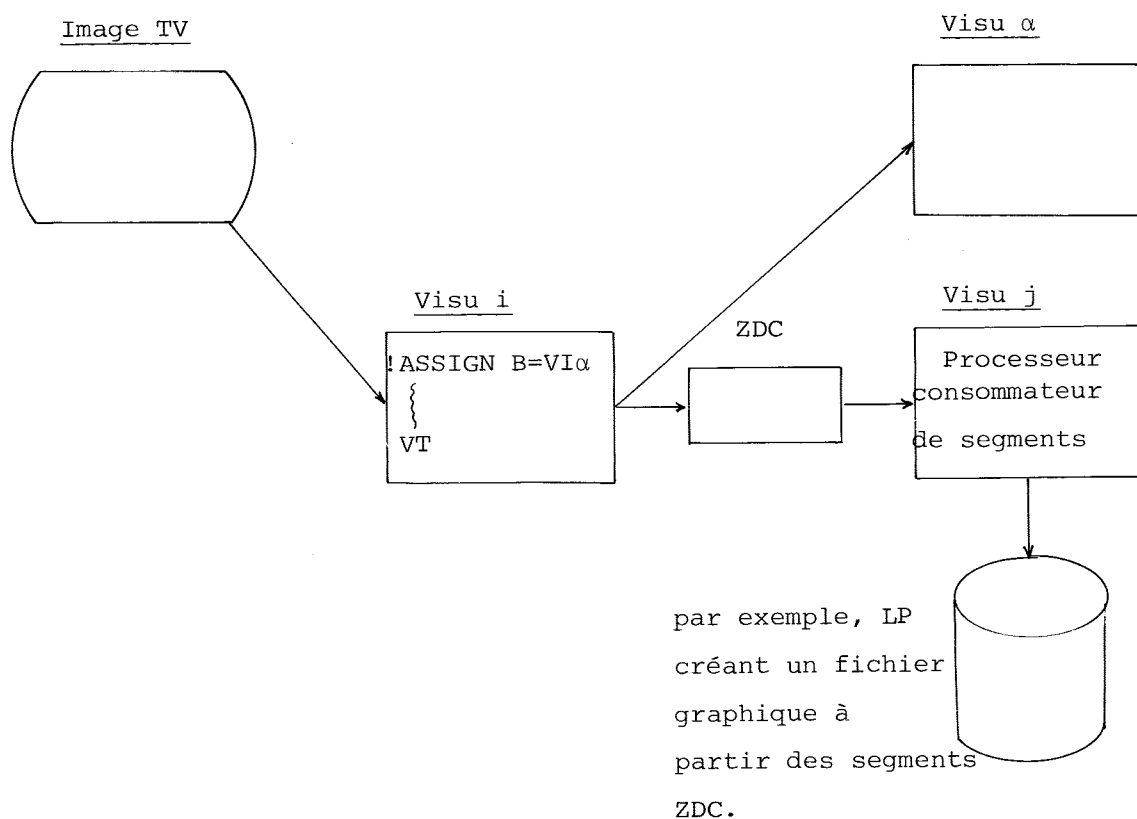 Image TV
Visu α
Visu i
!ASSIGN B=VIα
VT
ZDC
Visu j
Processeur
consommateur
de segments
par exemple, LP
créant un fichier
graphique à
partir des segments
ZDC.